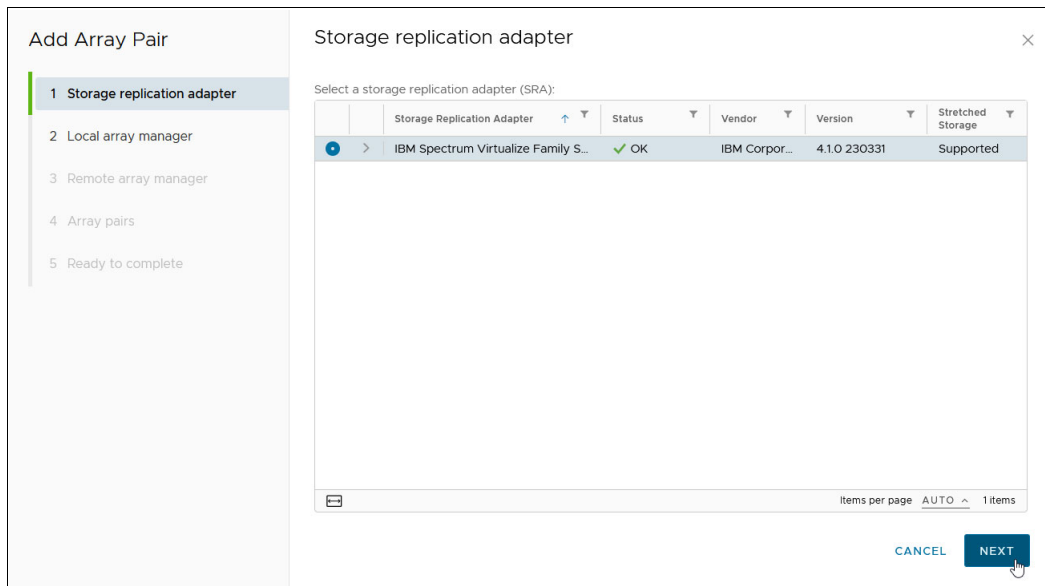 Add Array Pair
1 Storage replication adapter
2 Local array manager
3 Remote array manager
4 Array pairs
5 Ready to complete
Storage replication adapter
Select a storage replication adapter (SRA):
Storage Replication Adapter Status Vendor Version Stretched Storage
IBM Spectrum Virtualize Family S... OK IBM Corpor... 4.1.0 230331 Supported
Items per page AUTO 1 items
CANCEL NEXT